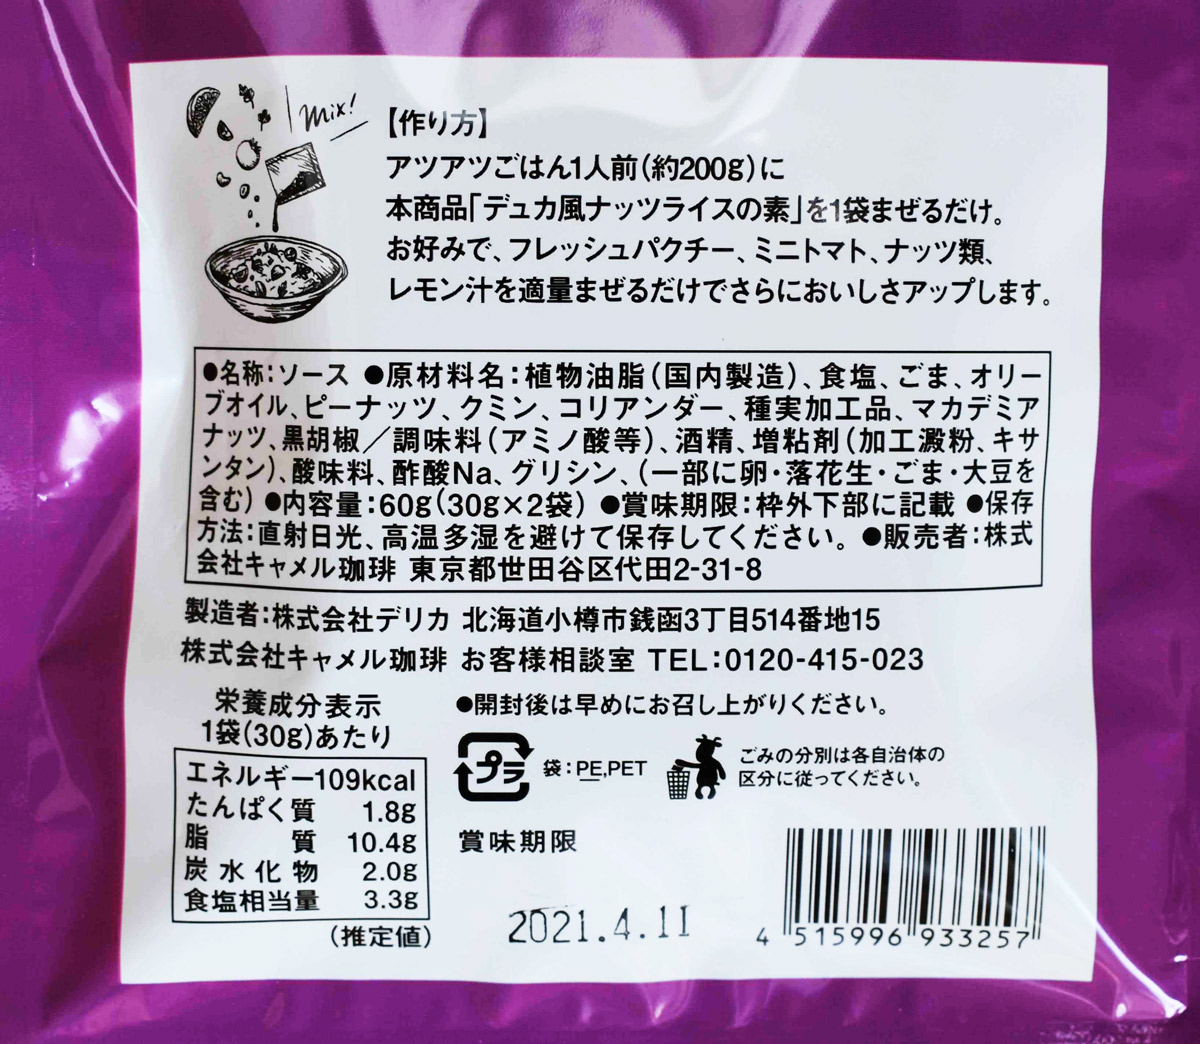 mix!
【作り方】
アツアツごはん1人前(約200g)に
本商品「デュカ風ナッツライスの素」を1袋まぜるだけ。
お好みで、フレッシュパクチー、ミニトマト、ナッツ類、
レモン汁を適量まぜるだけでさらにおいしさアップします。
●名称:ソース ●原材料名:植物油脂(国内製造)、食塩、ごま、オリー
ブオイル、ピーナッツ、クミン、コリアンダー、種実加工品、マカデミア
ナッツ、黒胡椒／調味料(アミノ酸等)、酒精、増粘剤(加工澱粉、キサ
ンタン)、酸味料、酢酸Na、グリシン、(一部に卵・落花生・ごま・大豆を
含む) ●内容量:60g(30g×2袋) ●賞味期限:枠外下部に記載 ●保存
方法:直射日光、高温多湿を避けて保存してください。 ●販売者:株式
会社キャメル珈琲 東京都世田谷区代田2-31-8
製造者:株式会社デリカ 北海道小樽市銭函3丁目514番地15
株式会社キャメル珈琲 お客様相談室 TEL:0120-415-023
栄養成分表示
1袋(30g)あたり
エネルギー109kcal
たんぱく質 1.8g
脂質 10.4g
炭水化物 2.0g
食塩相当量 3.3g
(推定値)
●開封後は早めにお召し上がりください。
プラ
袋:PE,PET
ごみの分別は各自治体の
区分に従ってください。
賞味期限
2021.4.11
4 515996 933257